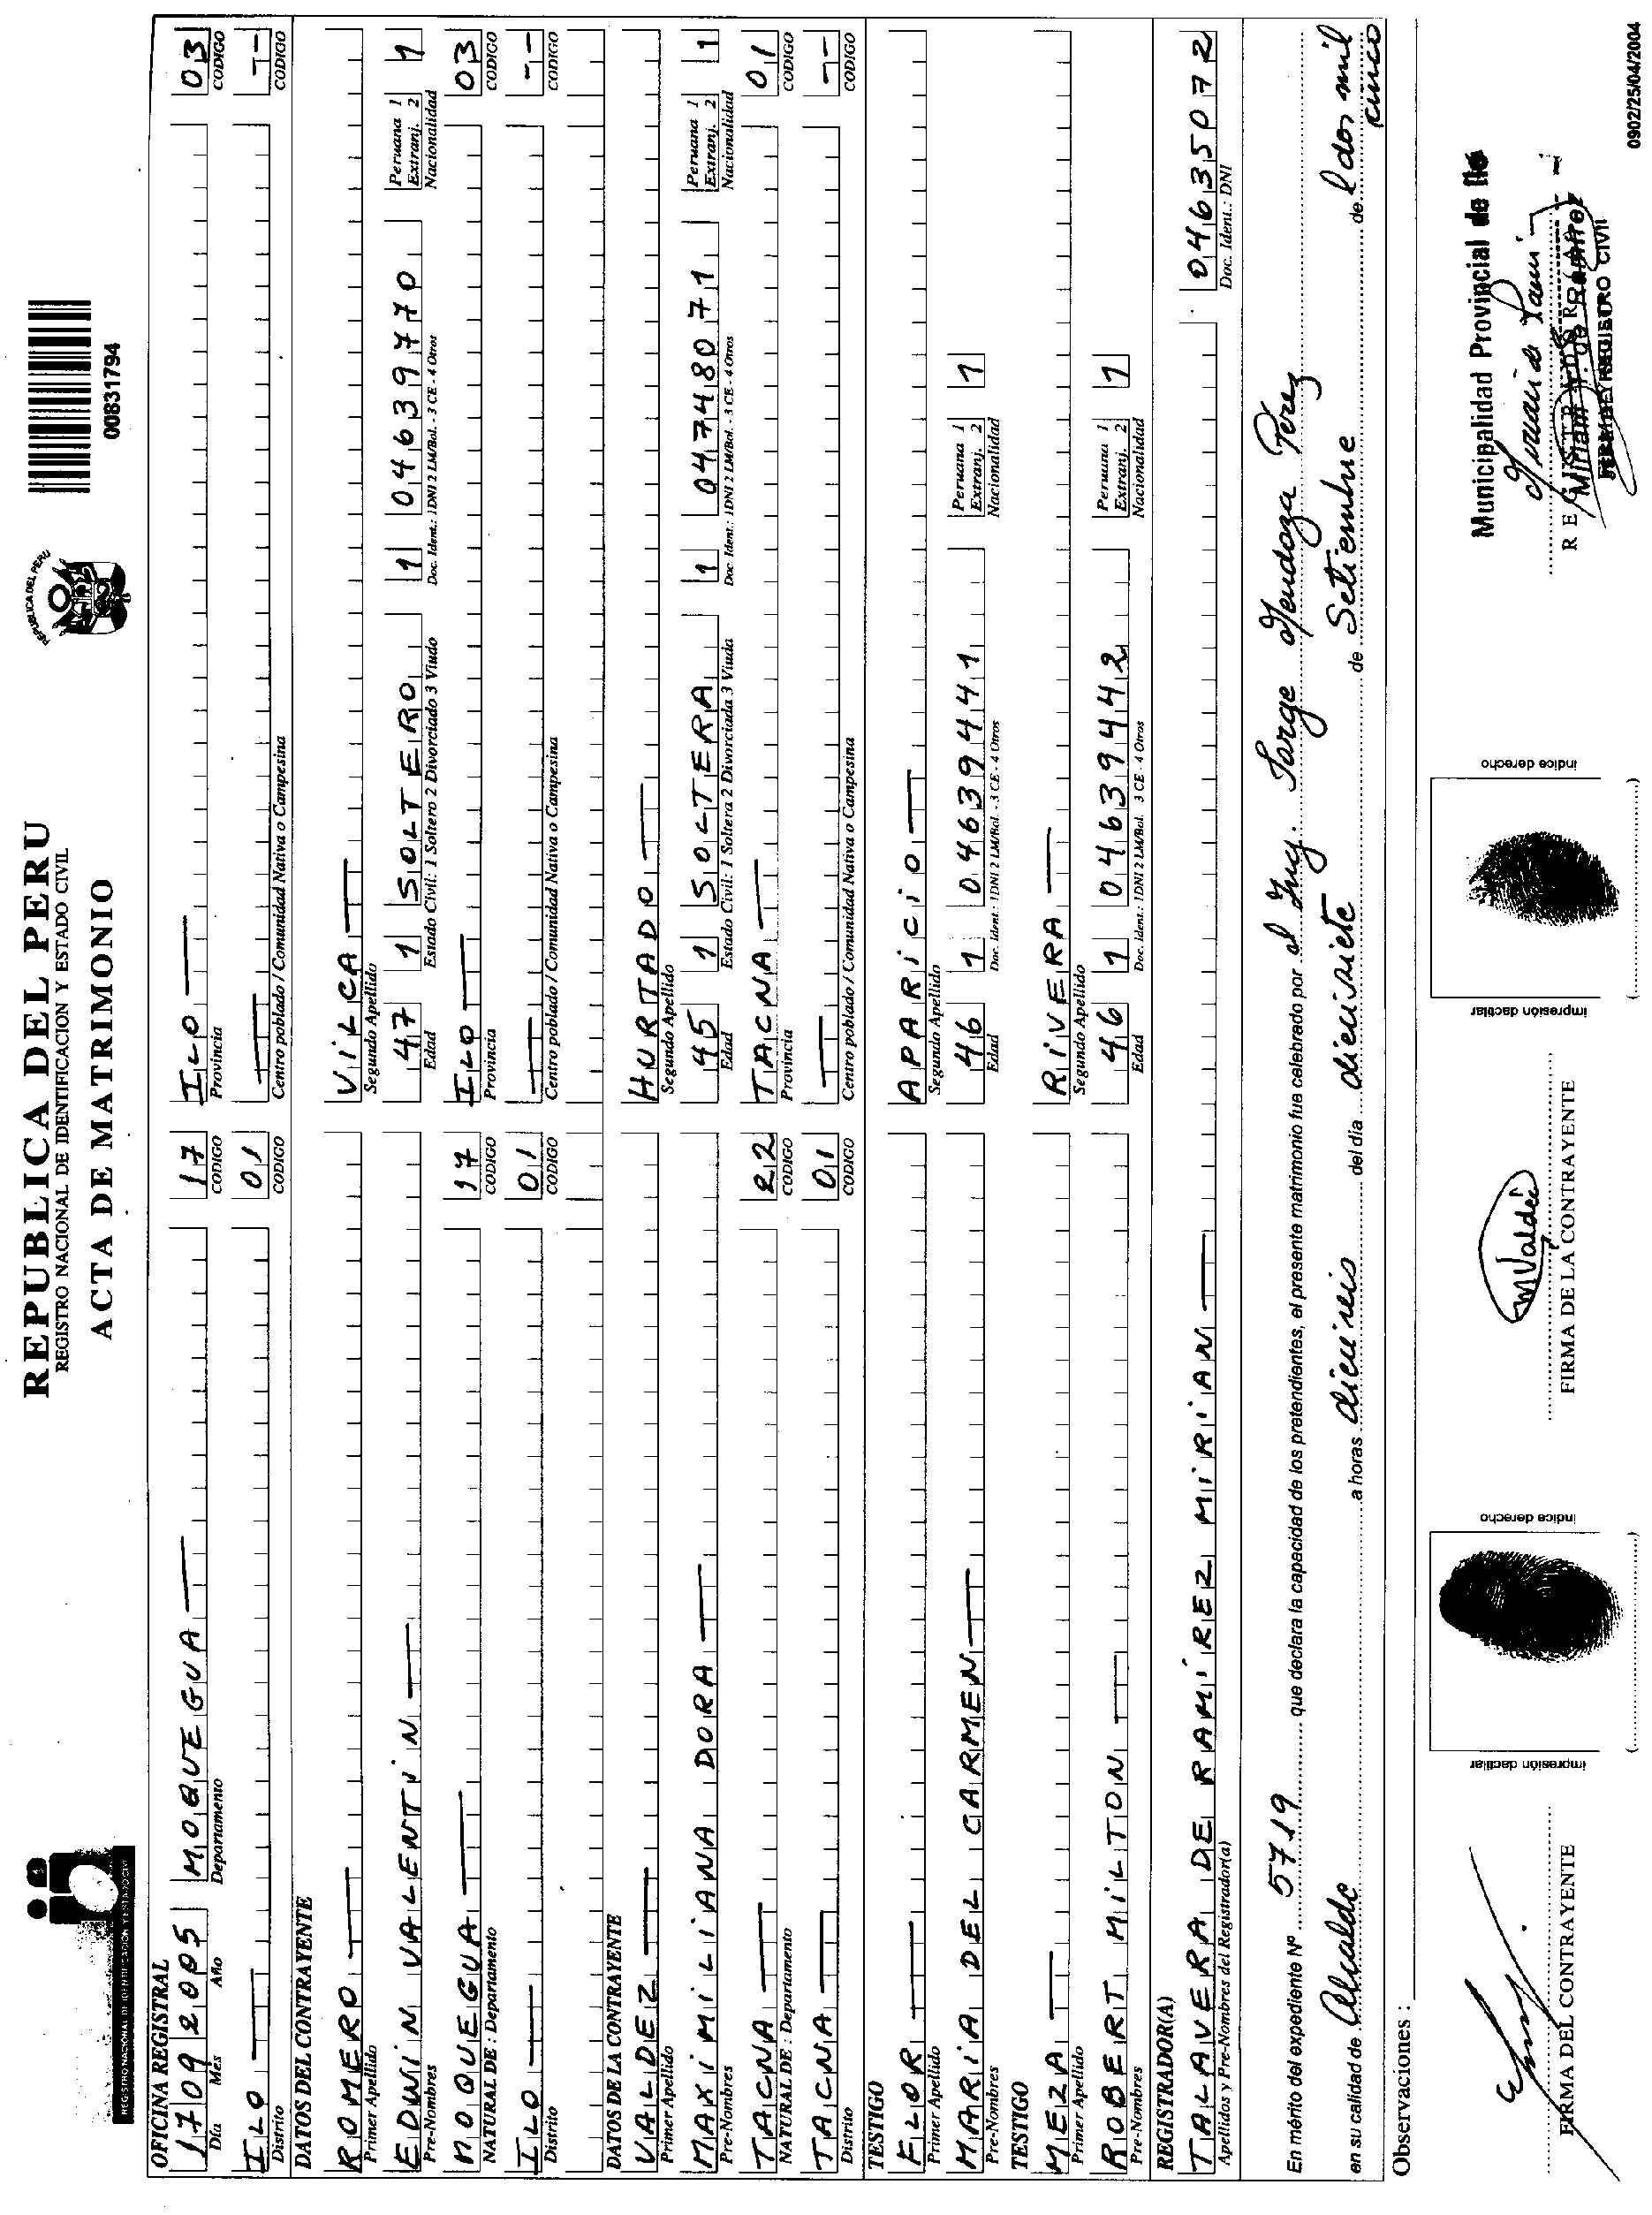 REPUBLICA DEL PERU
REGISTRO NACIONAL DE IDENTIFICACION Y ESTADO CIVIL
ACTA DE MATRIMONIO
REPUBLICA DEL PERU
00831794
REGISTRO NACIONAL DE IDENTIFICACION Y ESTADO CIVIL
OFICINA REGISTRAL
17 09 2005 MOQUEGUA 17 ILO 03
Día Mes Año Departamento CODIGO Provincia CODIGO
ILO 01 --
Distrito CODIGO Centro poblado / Comunidad Nativa o Campesina CODIGO
DATOS DEL CONTRAYENTE
ROMERO VILCA
Primer Apellido Segundo Apellido
EDWIN VALENTIN 47 1 SOLTERO 1 04639770 Peruana 1 Extranj. 2 1
Pre-Nombres Edad Estado Civil: 1 Soltero 2 Divorciado 3 Viudo Doc. Ident.: 1DNI 2 LM/Bol. - 3 CE - 4 Otros Nacionalidad
MOQUEGUA 17 ILO 03
NATURAL DE : Departamento CODIGO Provincia CODIGO
ILO 01 --
Distrito CODIGO Centro poblado / Comunidad Nativa o Campesina CODIGO
DATOS DE LA CONTRAYENTE
VALDEZ HURTADO
Primer Apellido Segundo Apellido
MAXIMILIANA DORA 45 1 SOLTERA 1 04748071 Peruana 1 Extranj. 2 1
Pre-Nombres Edad Estado Civil: 1 Soltera 2 Divorciada 3 Viuda Doc. Ident.: 1DNI 2 LM/Bol. - 3 CE - 4 Otros Nacionalidad
TACNA 22 TACNA 01
NATURAL DE : Departamento CODIGO Provincia CODIGO
TACNA 01 --
Distrito CODIGO Centro poblado / Comunidad Nativa o Campesina CODIGO
TESTIGO
FLOR APARICIO
Primer Apellido Segundo Apellido
MARIA DEL CARMEN 46 1 04639441 Peruana 1 Extranj. 2 1
Pre-Nombres Edad Doc. Ident.: 1DNI 2 LM/Bol. - 3 CE - 4 Otros Nacionalidad
TESTIGO
MEZA RIVERA
Primer Apellido Segundo Apellido
ROBERT MILTON 46 1 04639442 Peruana 1 Extranj. 2 1
Pre-Nombres Edad Doc. Ident.: 1DNI 2 LM/Bol. 3 CE - 4 Otros Nacionalidad
REGISTRADOR(A)
TALAVERA DE RAMIREZ MIRIAN 04635072
Apellidos y Pre-Nombres del Registrador(a) Doc. Ident.: DNI
En mérito del expediente Nº 5719 que declara la capacidad de los pretendientes, el presente matrimonio fue celebrado por el Ing. Jorge Mendoza Perez
en su calidad de Alcalde a horas dieciseis del día diecisiete de Setiembre de l dos mil cinco
Observaciones :
impresión dactilar índice derecho
impresión dactilar índice derecho
MValdez
Municipalidad Provincial de Ilo
REGISTRADORA
REGISTRO CIVIL
FIRMA DEL CONTRAYENTE
FIRMA DE LA CONTRAYENTE
0902/25/04/2004